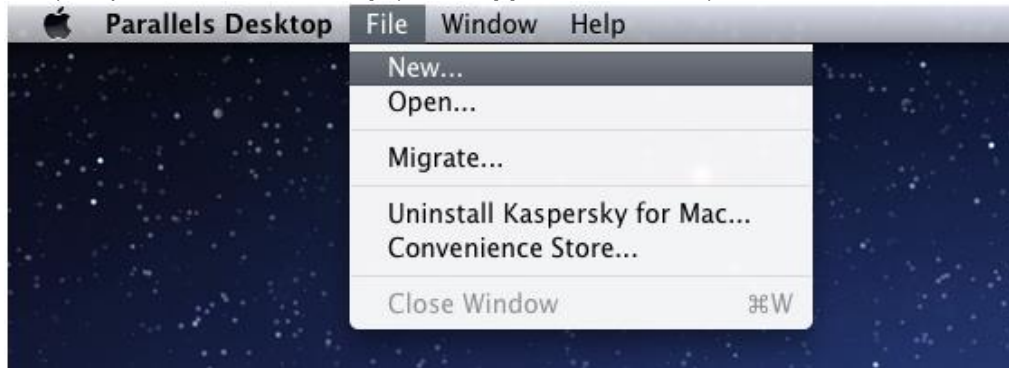 Parallels Desktop File Window Help
New...
Open...
Migrate...
Uninstall Kaspersky for Mac...
Convenience Store...
Close Window ⌘W